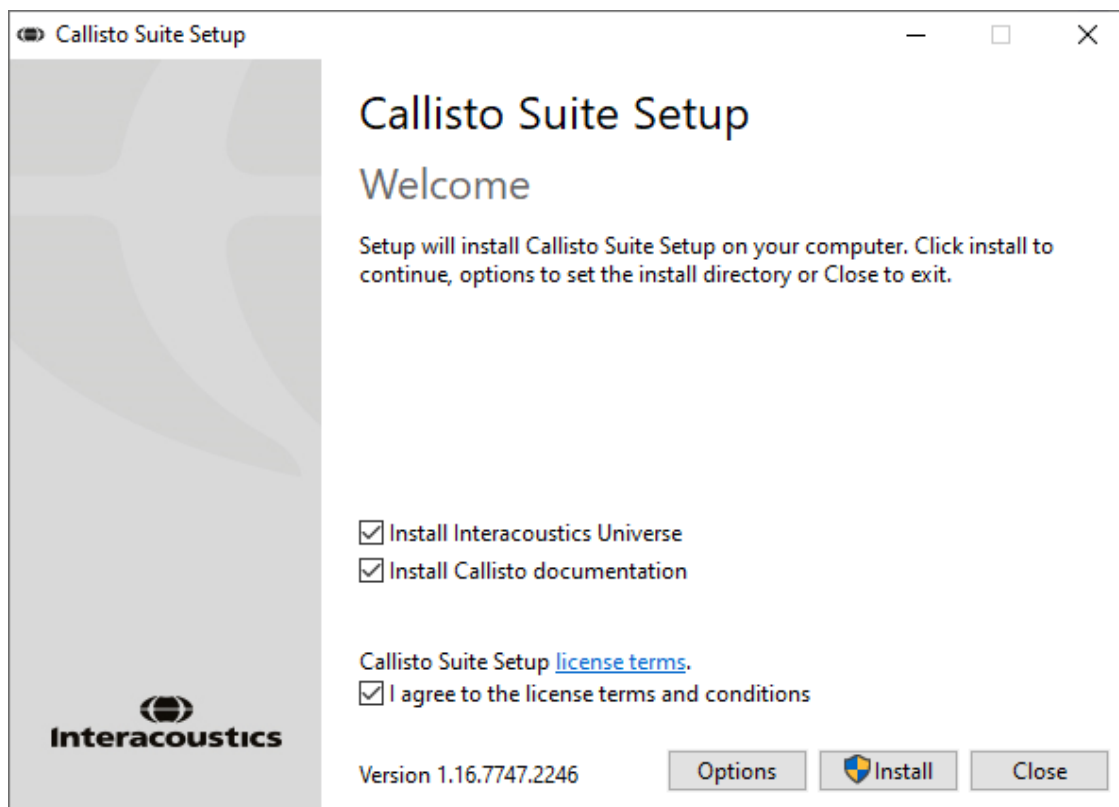 Callisto Suite Setup
Callisto Suite Setup
Welcome
Setup will install Callisto Suite Setup on your computer. Click install to
continue, options to set the install directory or Close to exit.
Install Interacoustics Universe
Install Callisto documentation
Callisto Suite Setup license terms.
I agree to the license terms and conditions
Interacoustics
Version 1.16.7747.2246
Options
Install
Close